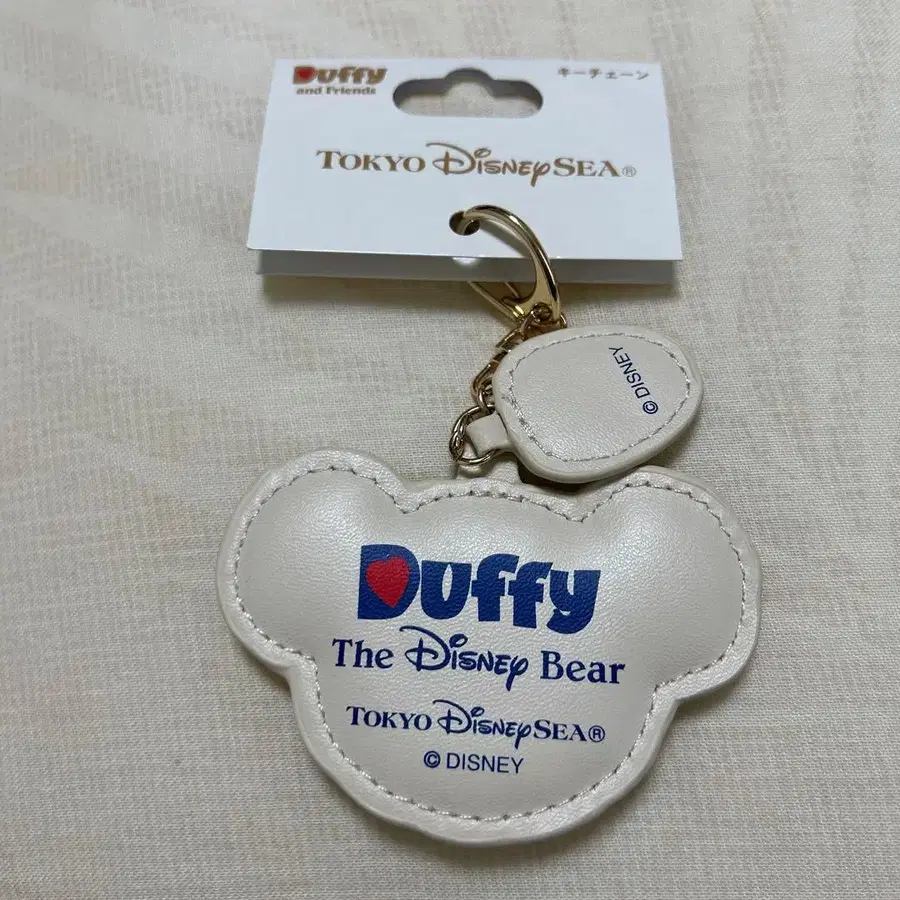 Duffy
and Friends
キーチェーン
TOKYO DISNEYSEA®
© DISNEY
Duffy
The Disney Bear
TOKYO DISNEYSEA®
© DISNEY